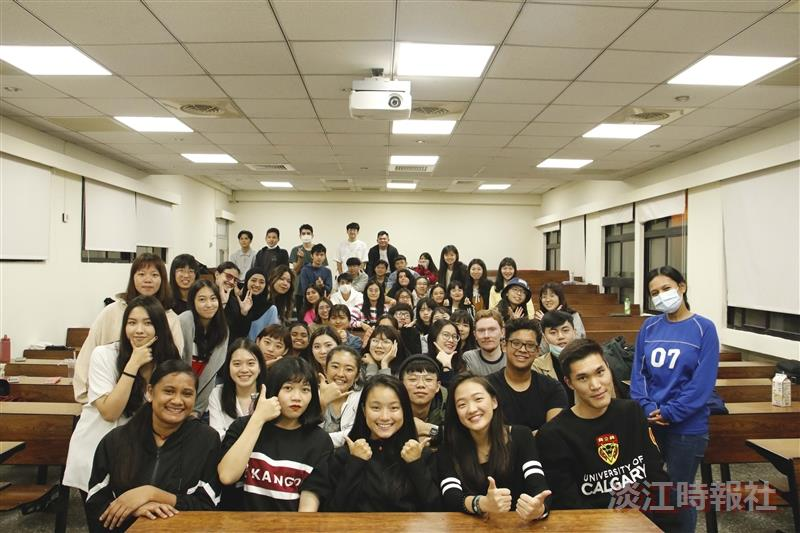 07
KANGO
UNIVERSITY OF
CALGARY
淡江時報社